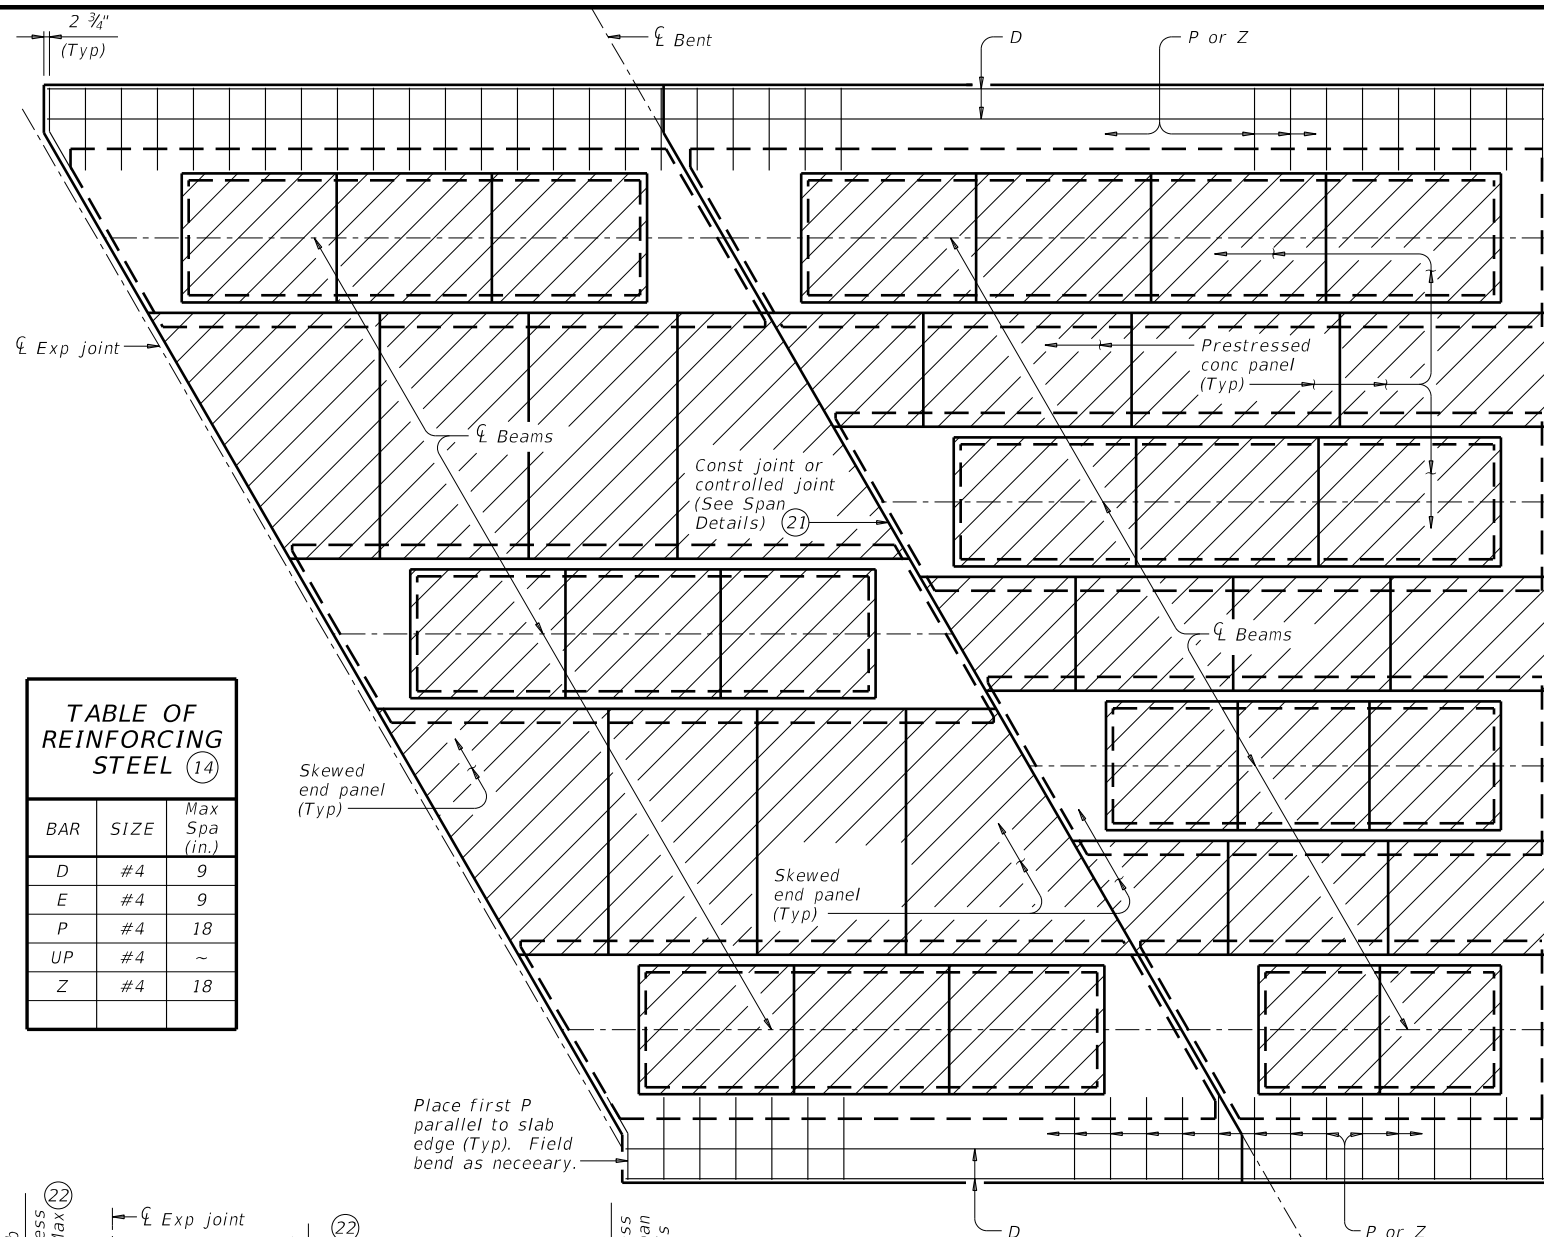 2 ¾"
(Typ)
℄ Bent
D
P or Z
℄ Exp joint
Prestressed
conc panel
(Typ)
℄ Beams
Const joint or
controlled joint
(See Span
Details) 21
℄ Beams
TABLE OF
REINFORCING
STEEL 14
BAR SIZE Max Spa (in.)
D #4 9
E #4 9
P #4 18
UP #4 ~
Z #4 18
Skewed
end panel
(Typ)
Skewed
end panel
(Typ)
Place first P
parallel to slab
edge (Typ). Field
bend as neceeary.
22
Max
℄ Exp joint
22
D
P or Z